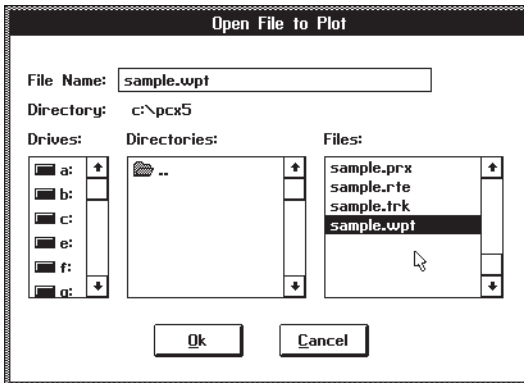 Open File to Plot
File Name: sample.wpt
Directory: c:\pcx5
Drives:
a:
b:
c:
e:
f:
g:
Directories:
..
Files:
sample.prx
sample.rte
sample.trk
sample.wpt
Ok
Cancel